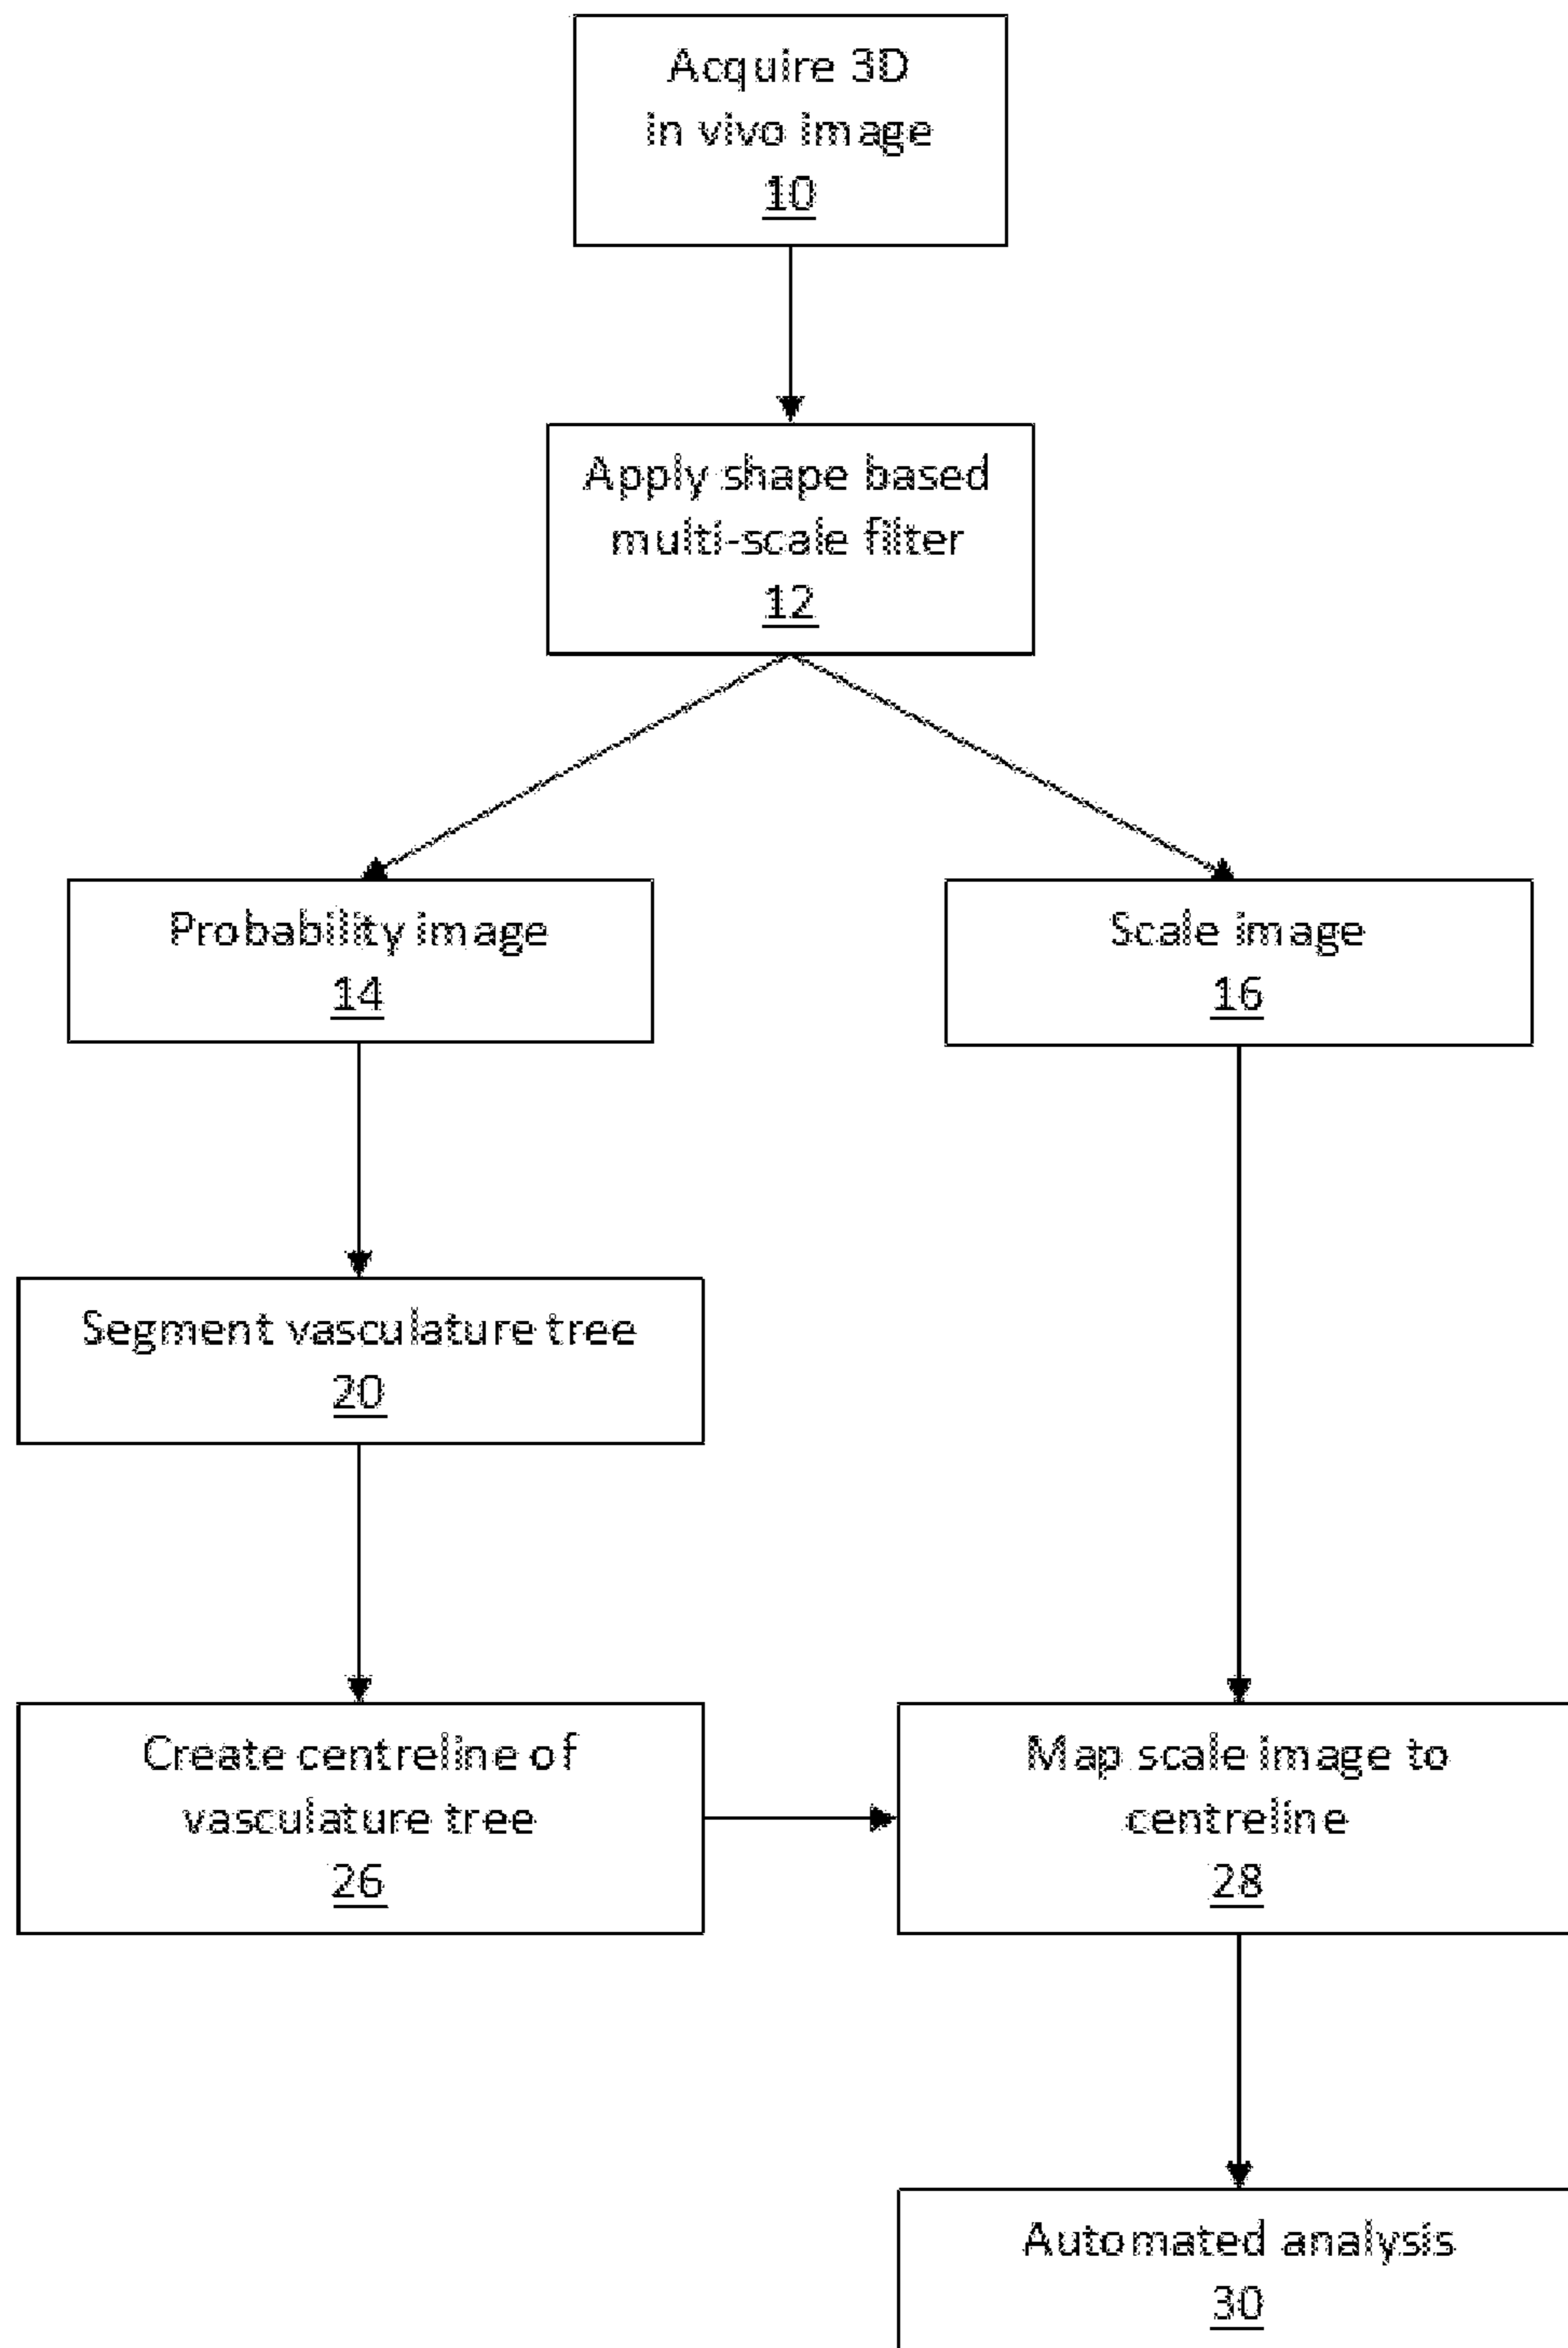 Acquire 3D
in vivo image
10
Apply shape based
multi-scale filter
12
Probability image
14
Scale image
16
Segment vasculature tree
20
Create centreline of
vasculature tree
26
Map scale image to
centreline
28
Automated analysis
30